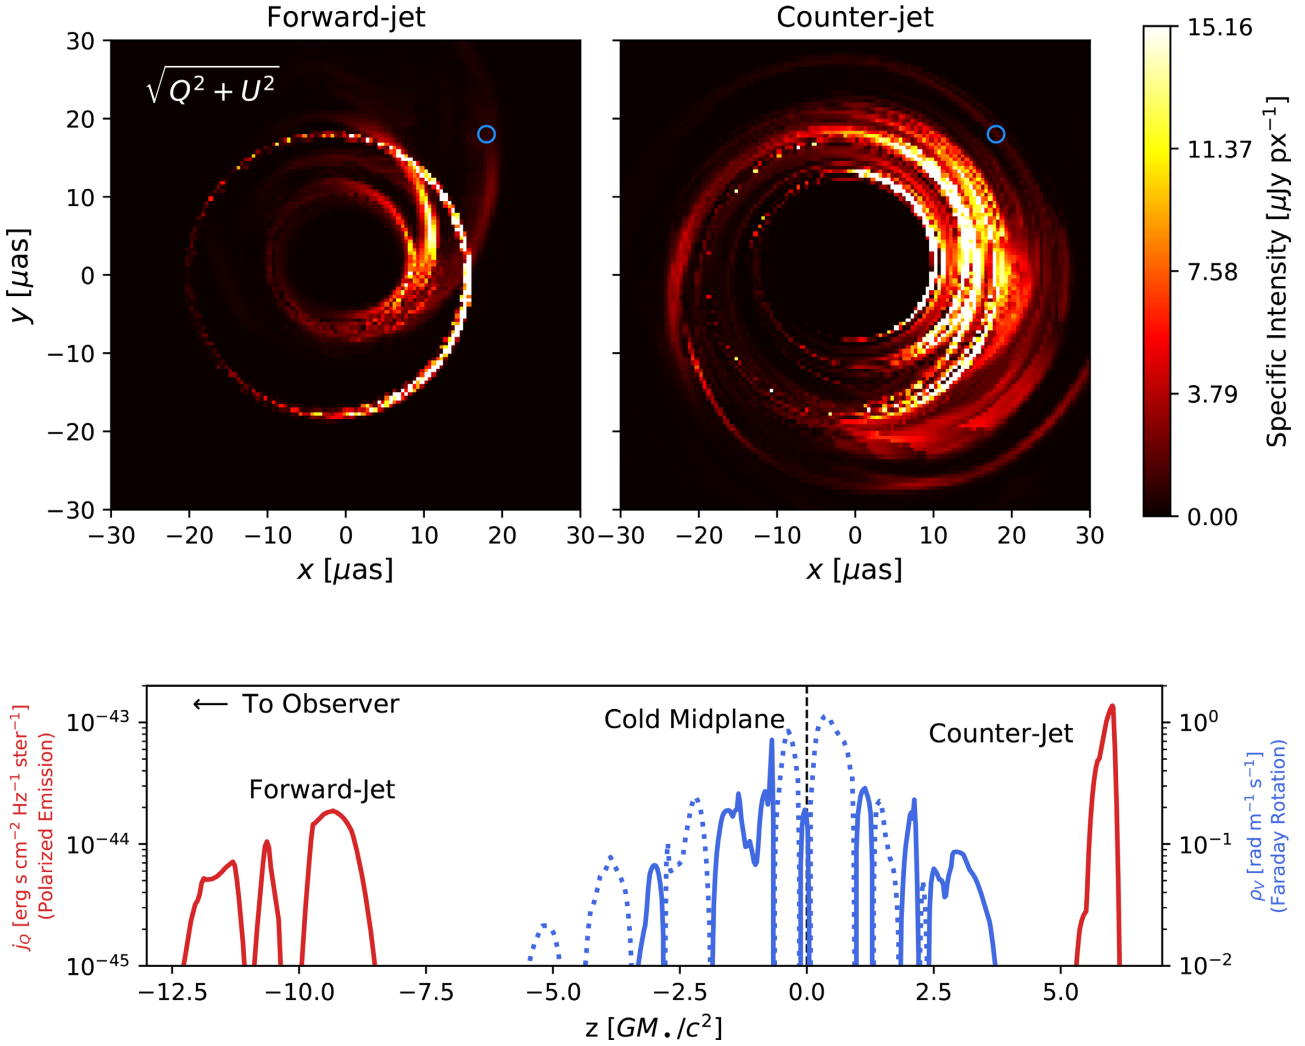 Forward-jet
Counter-jet
√Q² + U²
30
20
10
0
−10
−20
−30
y [μas]
−30 −20 −10 0 10 20 30
−30 −20 −10 0 10 20 30
x [μas]
x [μas]
15.16
11.37
7.58
3.79
0.00
Specific Intensity [μJy px⁻¹]
← To Observer
Cold Midplane
Counter-Jet
Forward-Jet
10⁻⁴³
10⁻⁴⁴
10⁻⁴⁵
j_Q [erg s cm⁻² Hz⁻¹ ster⁻¹]
(Polarized Emission)
10⁰
10⁻¹
10⁻²
ρ_V [rad m⁻¹ s⁻¹]
(Faraday Rotation)
−12.5 −10.0 −7.5 −5.0 −2.5 0.0 2.5 5.0
z [GM•/c²]